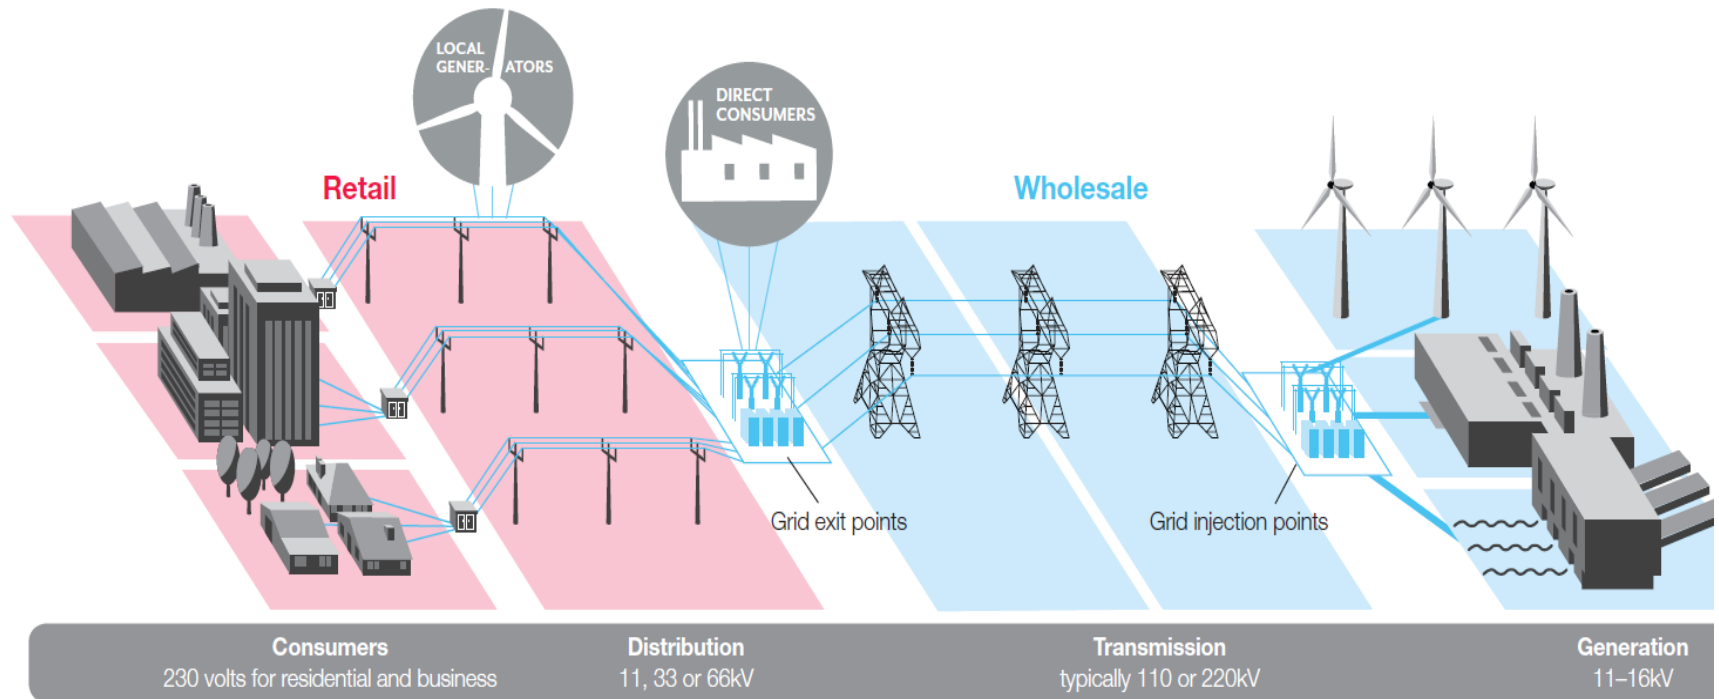 LOCAL
GENER- ATORS
DIRECT
CONSUMERS
Retail
Wholesale
Grid exit points
Grid injection points
Consumers
230 volts for residential and business
Distribution
11, 33 or 66kV
Transmission
typically 110 or 220kV
Generation
11–16kV